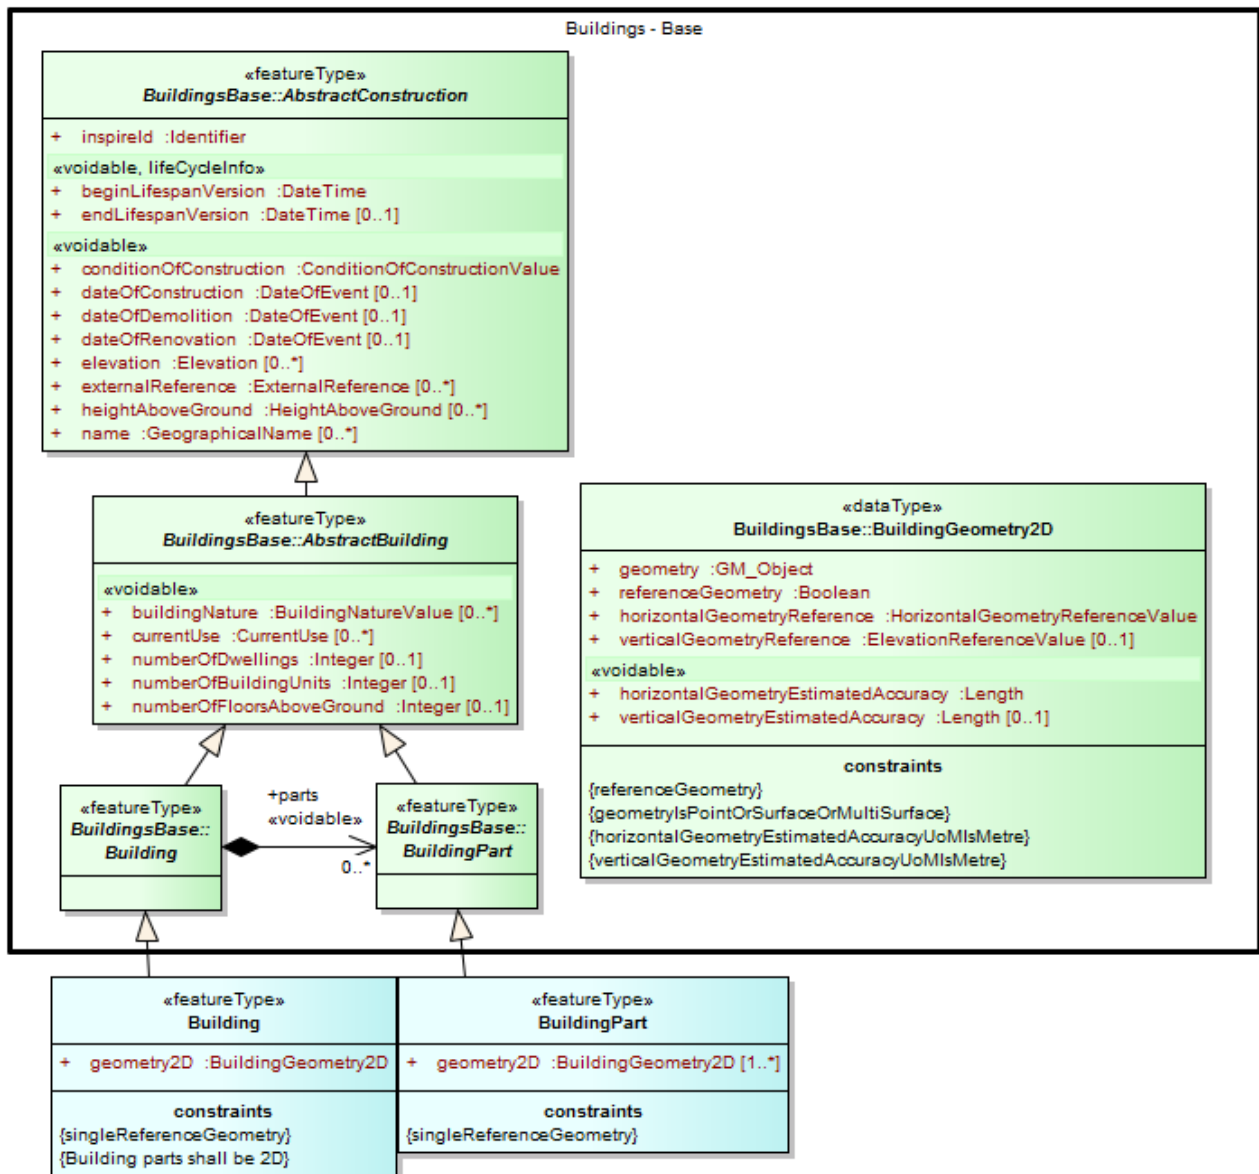 Buildings - Base
«featureType»
BuildingsBase::AbstractConstruction
+ inspireId :Identifier
«voidable, lifeCycleInfo»
+ beginLifespanVersion :DateTime
+ endLifespanVersion :DateTime [0..1]
«voidable»
+ conditionOfConstruction :ConditionOfConstructionValue
+ dateOfConstruction :DateOfEvent [0..1]
+ dateOfDemolition :DateOfEvent [0..1]
+ dateOfRenovation :DateOfEvent [0..1]
+ elevation :Elevation [0..*]
+ externalReference :ExternalReference [0..*]
+ heightAboveGround :HeightAboveGround [0..*]
+ name :GeographicalName [0..*]
«featureType»
BuildingsBase::AbstractBuilding
«voidable»
+ buildingNature :BuildingNatureValue [0..*]
+ currentUse :CurrentUse [0..*]
+ numberOfDwellings :Integer [0..1]
+ numberOfBuildingUnits :Integer [0..1]
+ numberOfFloorsAboveGround :Integer [0..1]
«dataType»
BuildingsBase::BuildingGeometry2D
+ geometry :GM_Object
+ referenceGeometry :Boolean
+ horizontalGeometryReference :HorizontalGeometryReferenceValue
+ verticalGeometryReference :ElevationReferenceValue [0..1]
«voidable»
+ horizontalGeometryEstimatedAccuracy :Length
+ verticalGeometryEstimatedAccuracy :Length [0..1]
constraints
{referenceGeometry}
{geometryIsPointOrSurfaceOrMultiSurface}
{horizontalGeometryEstimatedAccuracyUoMIsMetre}
{verticalGeometryEstimatedAccuracyUoMIsMetre}
«featureType»
BuildingsBase::
Building
+parts
«voidable»
0..*
«featureType»
BuildingsBase::
BuildingPart
«featureType»
Building
+ geometry2D :BuildingGeometry2D
constraints
{singleReferenceGeometry}
{Building parts shall be 2D}
«featureType»
BuildingPart
+ geometry2D :BuildingGeometry2D [1..*]
constraints
{singleReferenceGeometry}